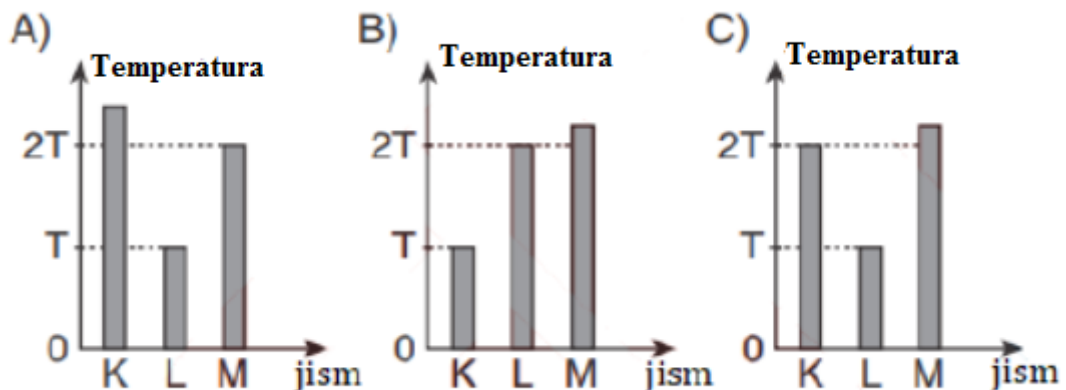 A) B) C)
Temperatura Temperatura Temperatura
2T 2T 2T
T T T
0 0 0
K L M jism K L M jism K L M jism